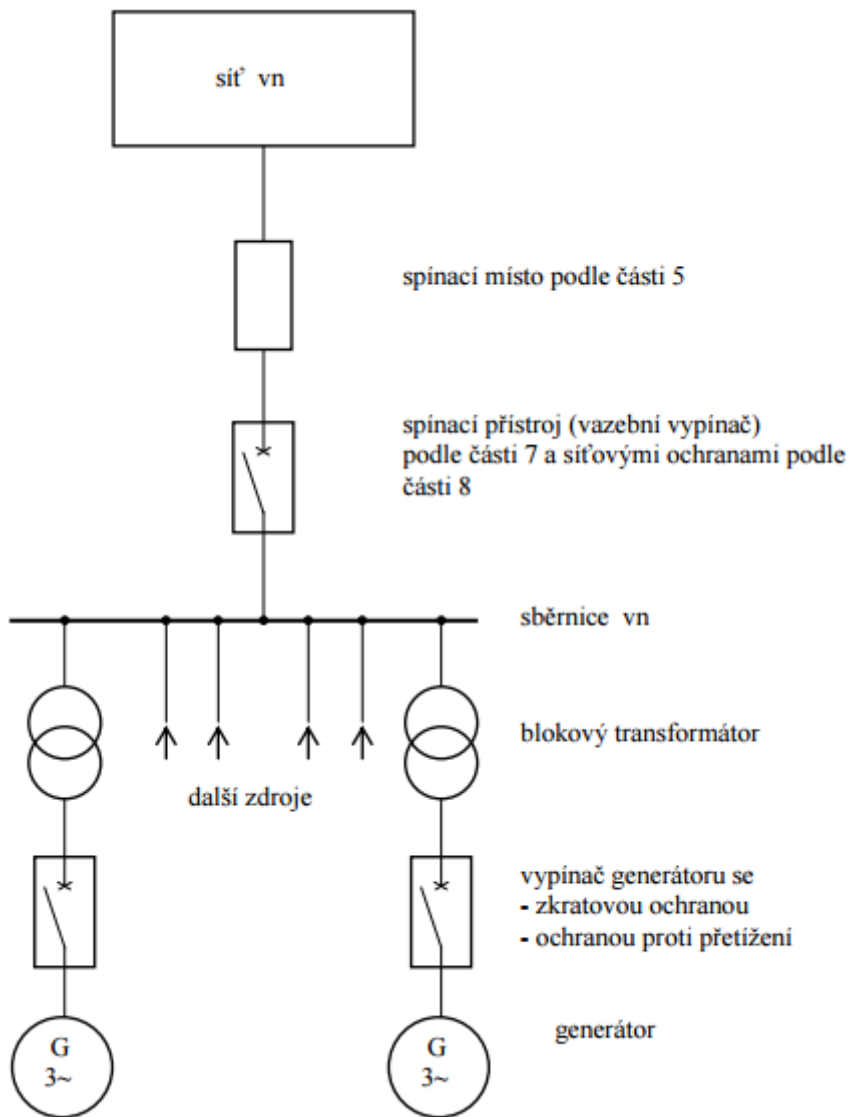 síť vn
spínací místo podle části 5
spínací přístroj (vazební vypínač)
podle části 7 a síťovými ochranami podle
části 8
sběrnice vn
blokový transformátor
další zdroje
vypínač generátoru se
- zkratovou ochranou
- ochranou proti přetížení
generátor
G
3~
G
3~